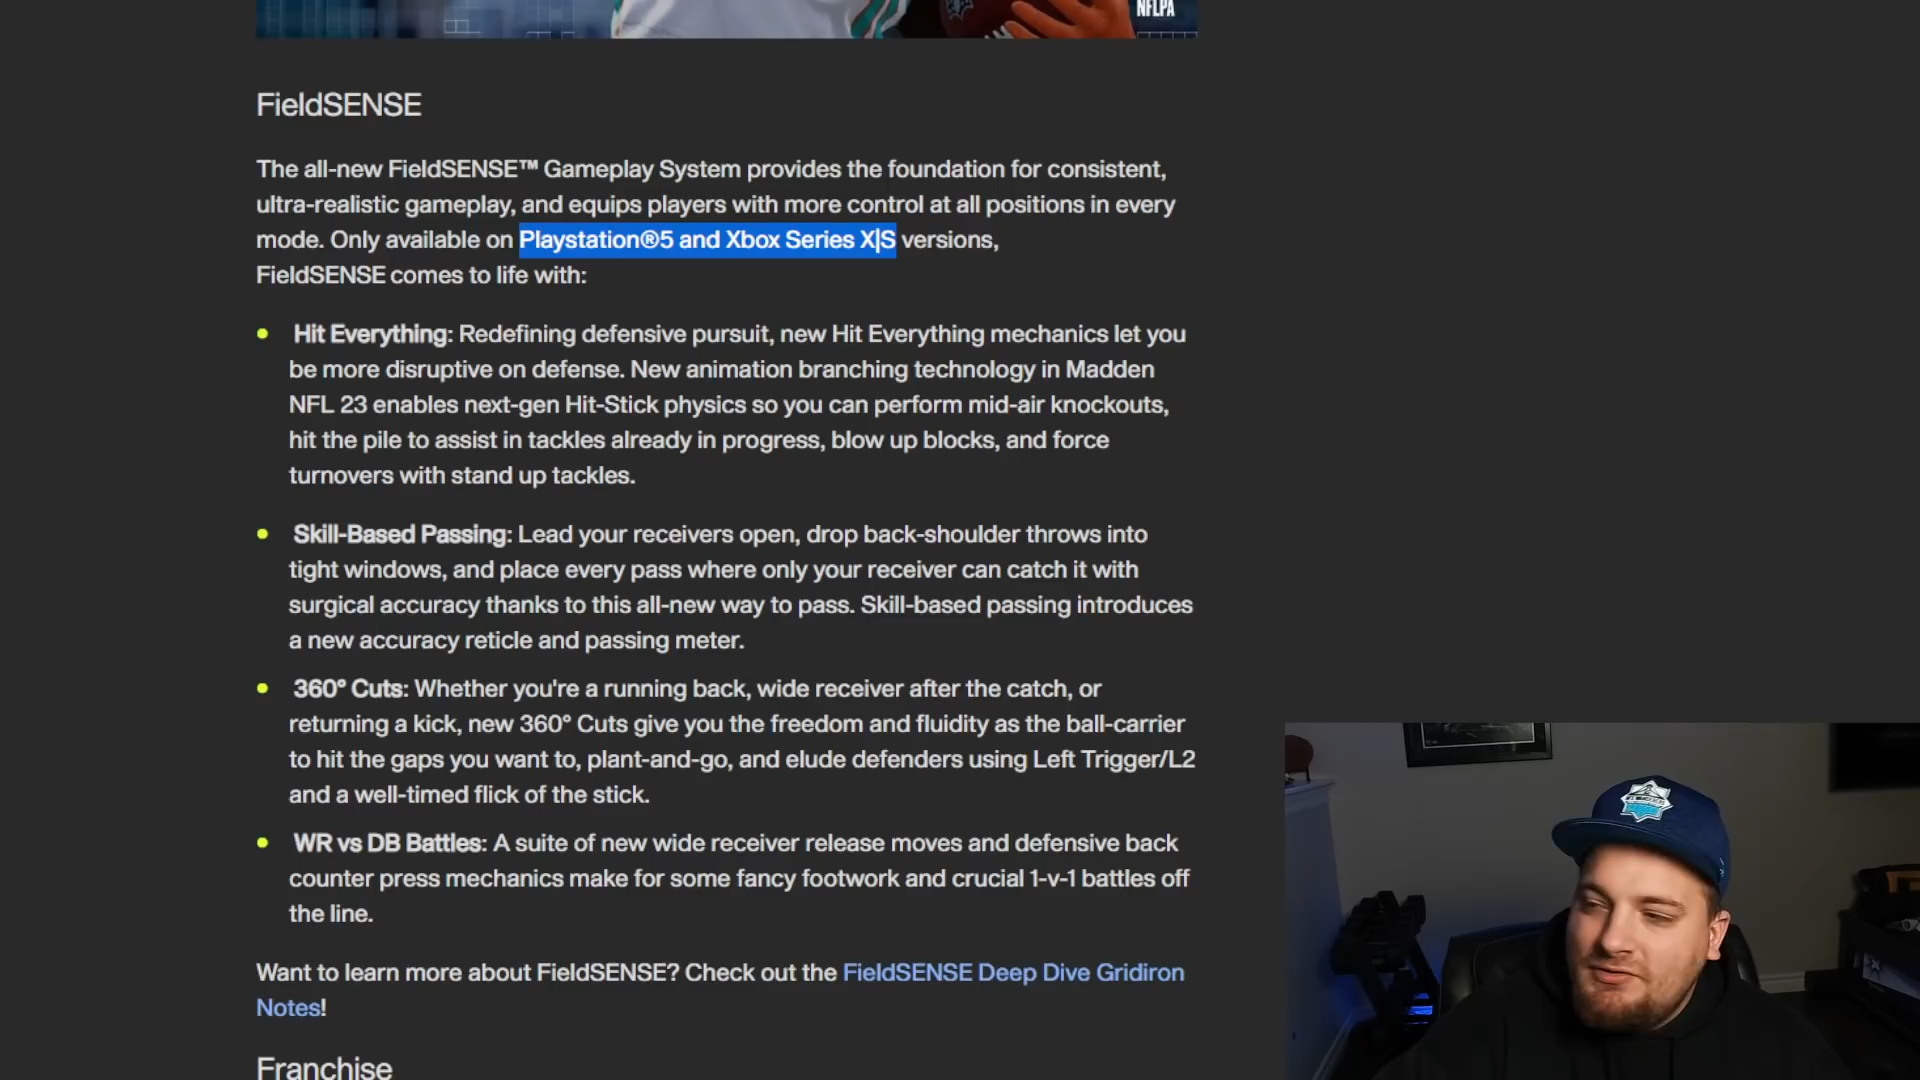 NFLPA
FieldSENSE
The all-new FieldSENSE™ Gameplay System provides the foundation for consistent,
ultra-realistic gameplay, and equips players with more control at all positions in every
mode. Only available on Playstation®5 and Xbox Series X|S versions,
FieldSENSE comes to life with:
Hit Everything: Redefining defensive pursuit, new Hit Everything mechanics let you
be more disruptive on defense. New animation branching technology in Madden
NFL 23 enables next-gen Hit-Stick physics so you can perform mid-air knockouts,
hit the pile to assist in tackles already in progress, blow up blocks, and force
turnovers with stand up tackles.
Skill-Based Passing: Lead your receivers open, drop back-shoulder throws into
tight windows, and place every pass where only your receiver can catch it with
surgical accuracy thanks to this all-new way to pass. Skill-based passing introduces
a new accuracy reticle and passing meter.
360° Cuts: Whether you're a running back, wide receiver after the catch, or
returning a kick, new 360° Cuts give you the freedom and fluidity as the ball-carrier
to hit the gaps you want to, plant-and-go, and elude defenders using Left Trigger/L2
and a well-timed flick of the stick.
WR vs DB Battles: A suite of new wide receiver release moves and defensive back
counter press mechanics make for some fancy footwork and crucial 1-v-1 battles off
the line.
Want to learn more about FieldSENSE? Check out the FieldSENSE Deep Dive Gridiron
Notes!
Franchise